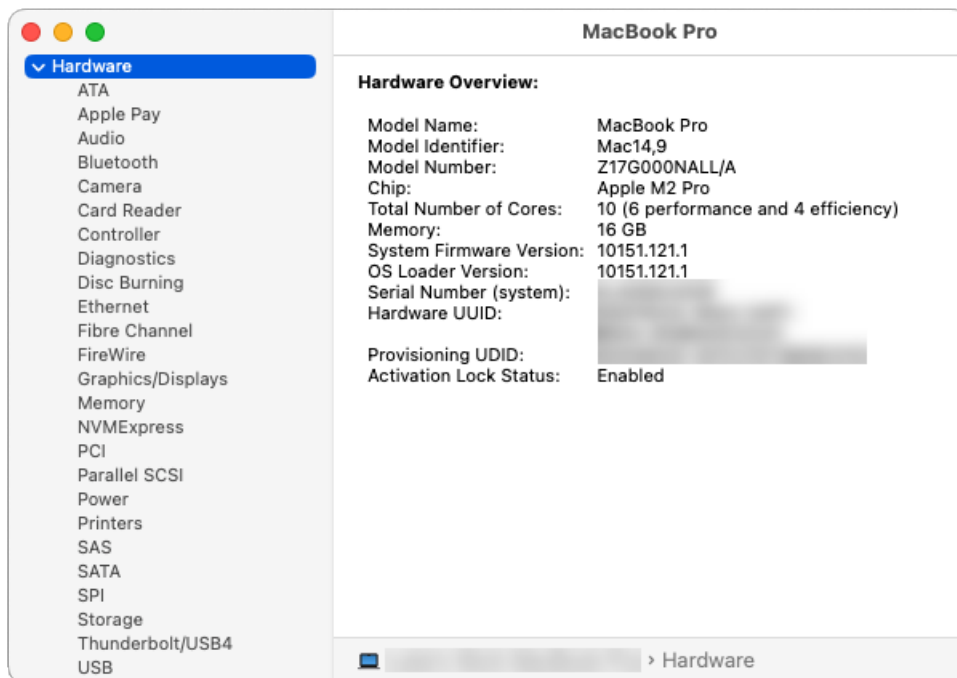 MacBook Pro
Hardware
ATA
Apple Pay
Audio
Bluetooth
Camera
Card Reader
Controller
Diagnostics
Disc Burning
Ethernet
Fibre Channel
FireWire
Graphics/Displays
Memory
NVMExpress
PCI
Parallel SCSI
Power
Printers
SAS
SATA
SPI
Storage
Thunderbolt/USB4
USB
Hardware Overview:
Model Name: MacBook Pro
Model Identifier: Mac14,9
Model Number: Z17G000NALL/A
Chip: Apple M2 Pro
Total Number of Cores: 10 (6 performance and 4 efficiency)
Memory: 16 GB
System Firmware Version: 10151.121.1
OS Loader Version: 10151.121.1
Serial Number (system):
Hardware UUID:
Provisioning UDID:
Activation Lock Status: Enabled
› Hardware